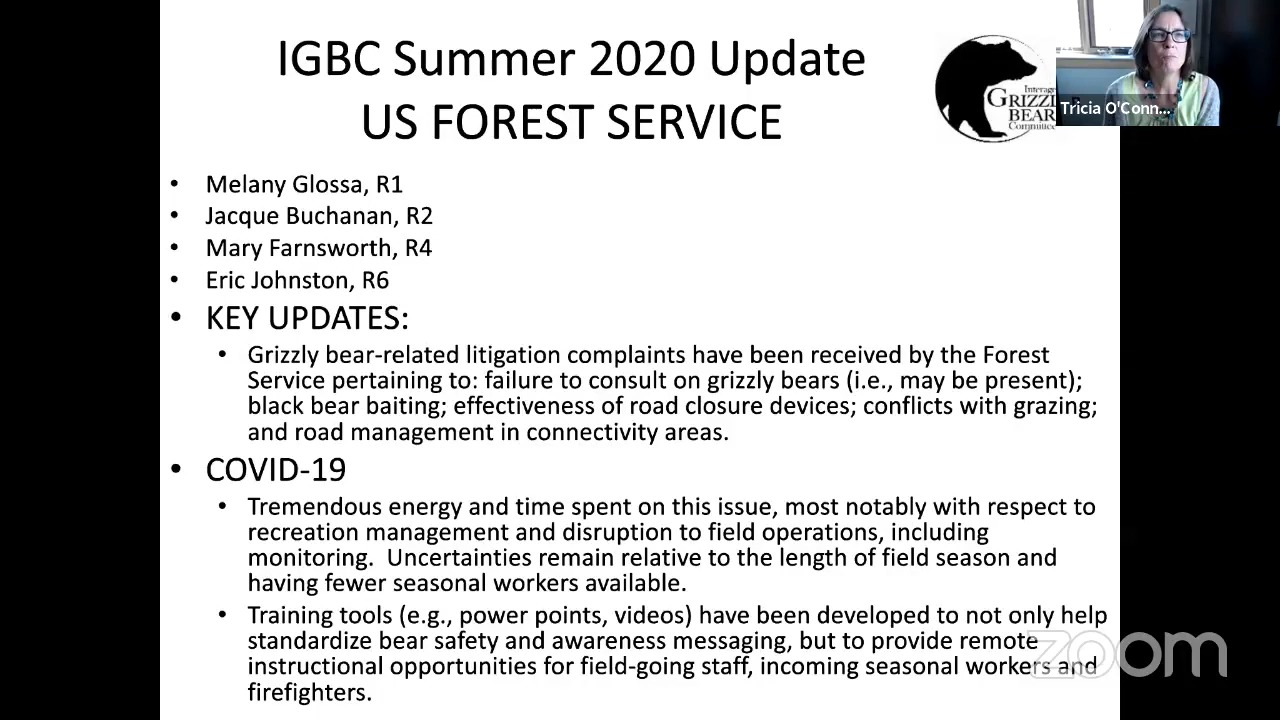 IGBC Summer 2020 Update
US FOREST SERVICE
Interag
GRIZZL
BEAR
Committee
Tricia O'Conn...
• Melany Glossa, R1
• Jacque Buchanan, R2
• Mary Farnsworth, R4
• Eric Johnston, R6
• KEY UPDATES:
• Grizzly bear-related litigation complaints have been received by the Forest
Service pertaining to: failure to consult on grizzly bears (i.e., may be present);
black bear baiting; effectiveness of road closure devices; conflicts with grazing;
and road management in connectivity areas.
• COVID-19
• Tremendous energy and time spent on this issue, most notably with respect to
recreation management and disruption to field operations, including
monitoring.  Uncertainties remain relative to the length of field season and
having fewer seasonal workers available.
• Training tools (e.g., power points, videos) have been developed to not only help
standardize bear safety and awareness messaging, but to provide remote
instructional opportunities for field-going staff, incoming seasonal workers and
firefighters.
zoom